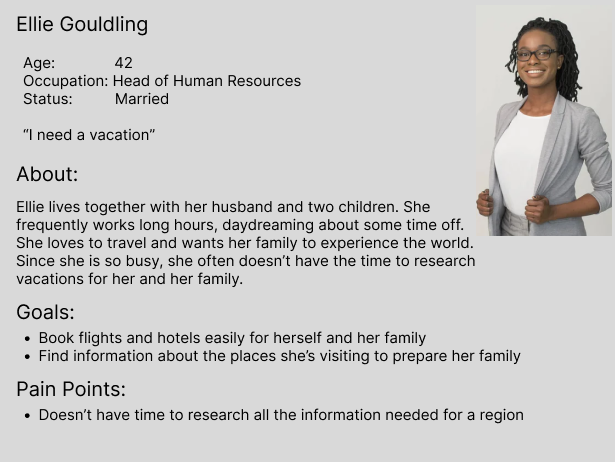 Ellie Gouldling
Age: 42
Occupation: Head of Human Resources
Status: Married
“I need a vacation”
About:
Ellie lives together with her husband and two children. She
frequently works long hours, daydreaming about some time off.
She loves to travel and wants her family to experience the world.
Since she is so busy, she often doesn’t have the time to research
vacations for her and her family.
Goals:
• Book flights and hotels easily for herself and her family
• Find information about the places she’s visiting to prepare her family
Pain Points:
• Doesn’t have time to research all the information needed for a region